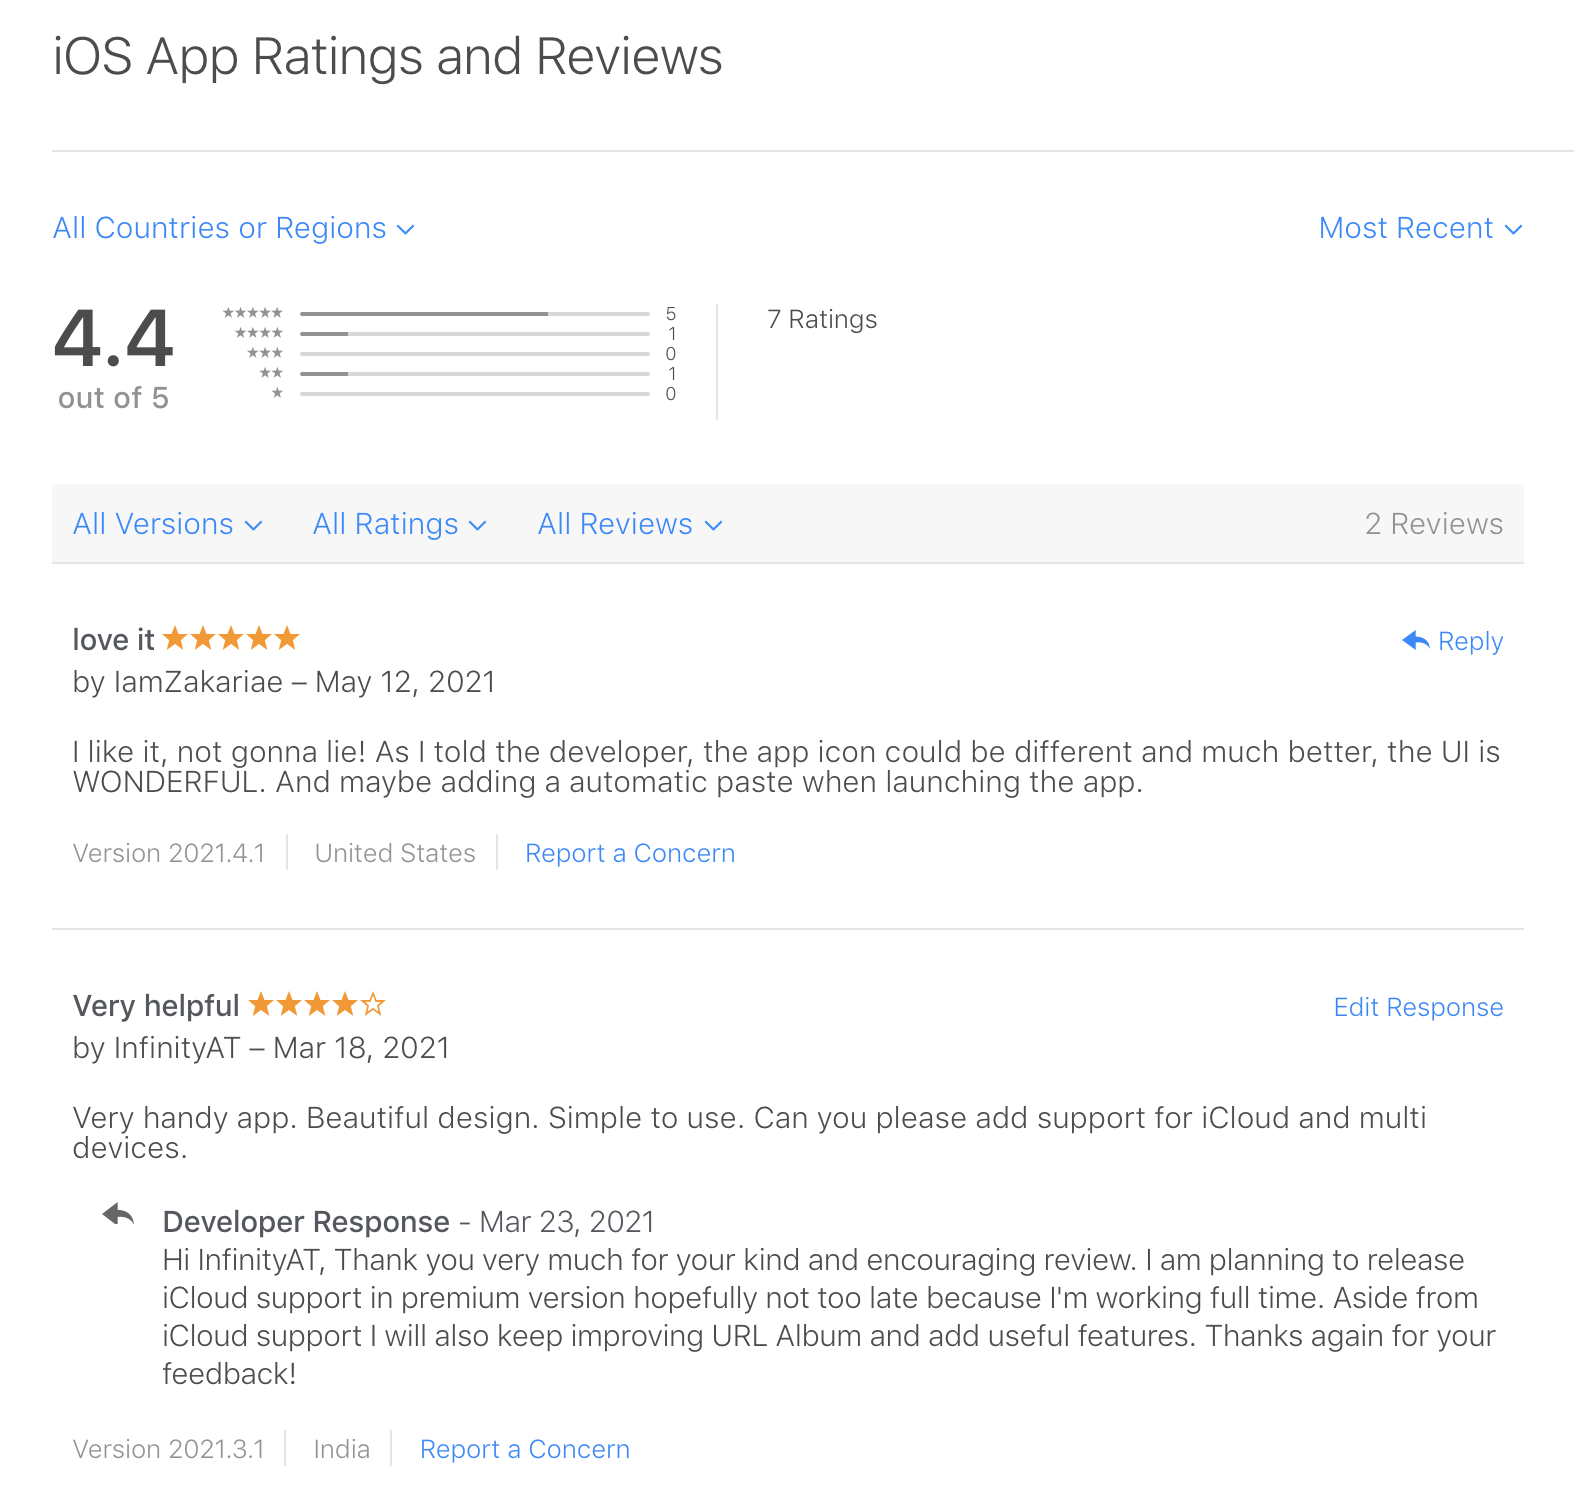 iOS App Ratings and Reviews
All Countries or Regions
Most Recent
4.4
out of 5
★★★★★ 5
★★★★ 1
★★★ 0
★★ 1
★ 0
7 Ratings
All Versions All Ratings All Reviews 2 Reviews
love it ★★★★★
Reply
by IamZakariae – May 12, 2021
I like it, not gonna lie! As I told the developer, the app icon could be different and much better, the UI is
WONDERFUL. And maybe adding a automatic paste when launching the app.
Version 2021.4.1 United States Report a Concern
Very helpful ★★★★☆
Edit Response
by InfinityAT – Mar 18, 2021
Very handy app. Beautiful design. Simple to use. Can you please add support for iCloud and multi
devices.
Developer Response - Mar 23, 2021
Hi InfinityAT, Thank you very much for your kind and encouraging review. I am planning to release
iCloud support in premium version hopefully not too late because I'm working full time. Aside from
iCloud support I will also keep improving URL Album and add useful features. Thanks again for your
feedback!
Version 2021.3.1 India Report a Concern